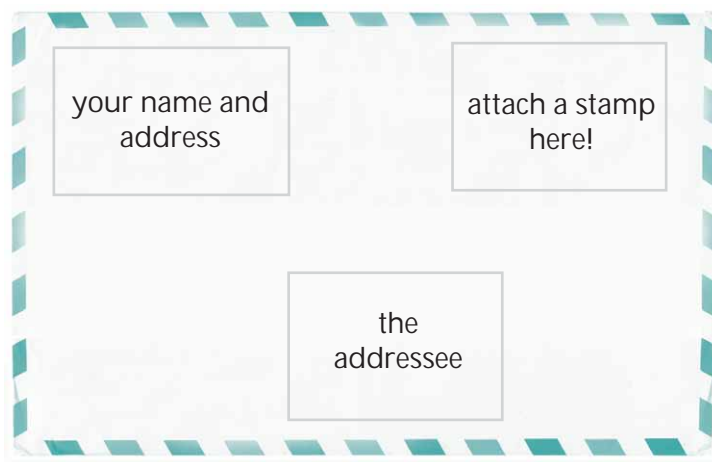 your name and
address
attach a stamp
here!
the
addressee